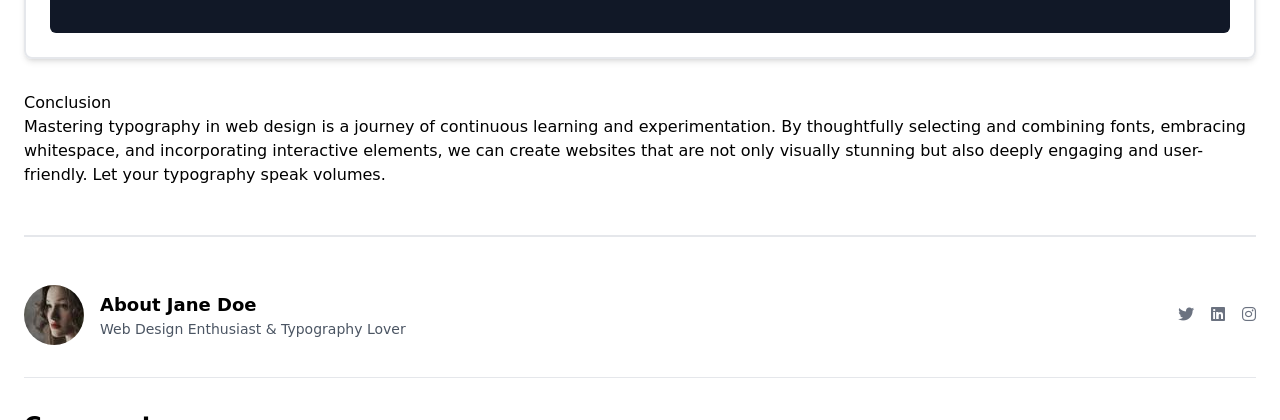 Conclusion
Mastering typography in web design is a journey of continuous learning and experimentation. By thoughtfully selecting and combining fonts, embracing
whitespace, and incorporating interactive elements, we can create websites that are not only visually stunning but also deeply engaging and user-
friendly. Let your typography speak volumes.
About Jane Doe
Web Design Enthusiast & Typography Lover